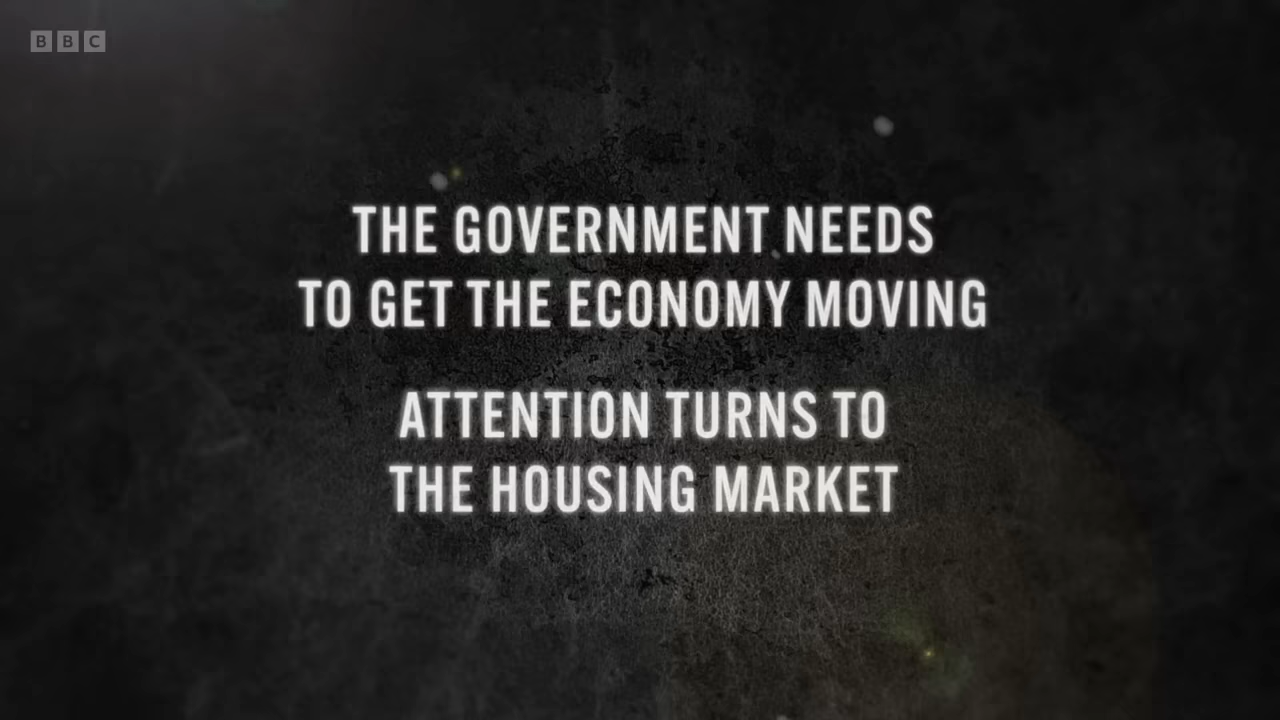 BBC
THE GOVERNMENT NEEDS
TO GET THE ECONOMY MOVING
ATTENTION TURNS TO
THE HOUSING MARKET